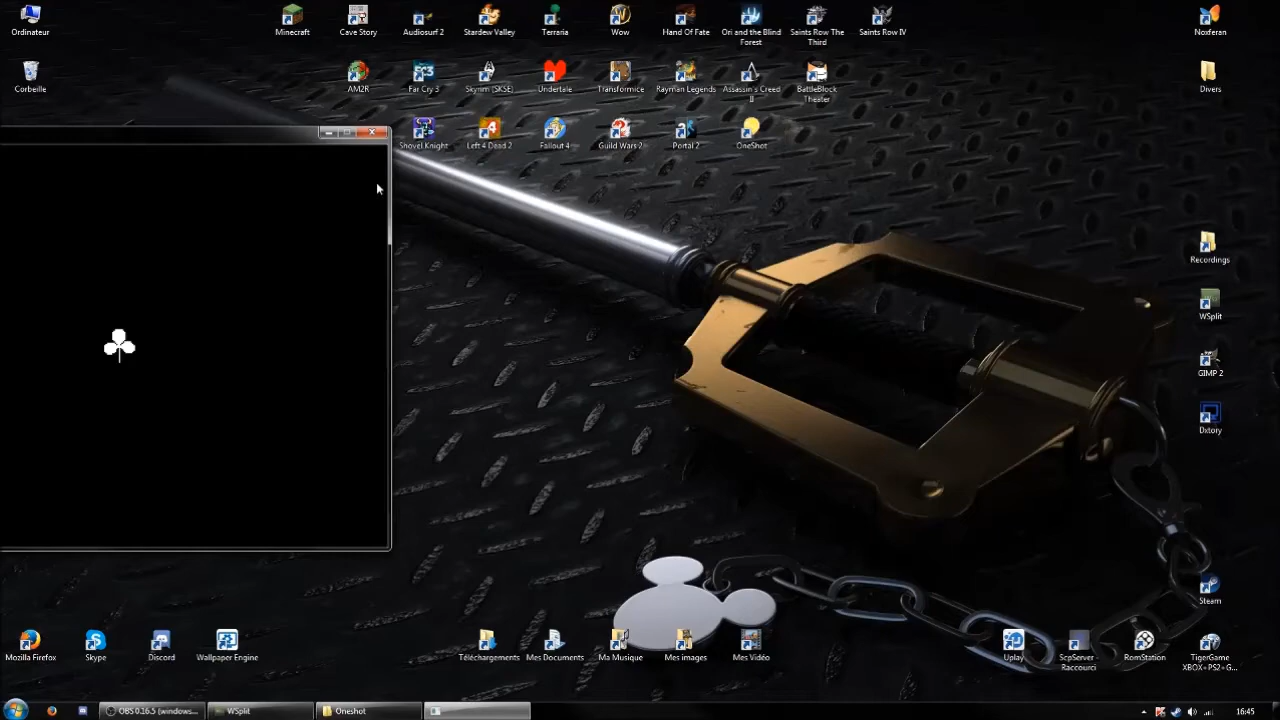 Ordinateur
Minecraft
Cave Story
Audiosurf 2
Stardew Valley
Terraria
Wow
Hand Of Fate
Ori and the Blind
Forest
Saints Row The
Third
Saints Row IV
Noxferan
Corbeille
AM2R
Far Cry 3
Skyrim (SKSE)
Undertale
Transformice
Rayman Legends
Assassin's Creed
II
BattleBlock
Theater
Divers
Shovel Knight
Left 4 Dead 2
Fallout 4
Guild Wars 2
Portal 2
OneShot
Recordings
WSplit
GIMP 2
Dxtory
Steam
Mozilla Firefox
Skype
Discord
Wallpaper Engine
Téléchargements
Mes Documents
Ma Musique
Mes images
Mes Vidéo
Uplay
ScpServer -
Raccourci
RomStation
TigerGame
XBOX+PS2+G...
OBS 0.16.5 (windows...
WSplit
Oneshot
16:45